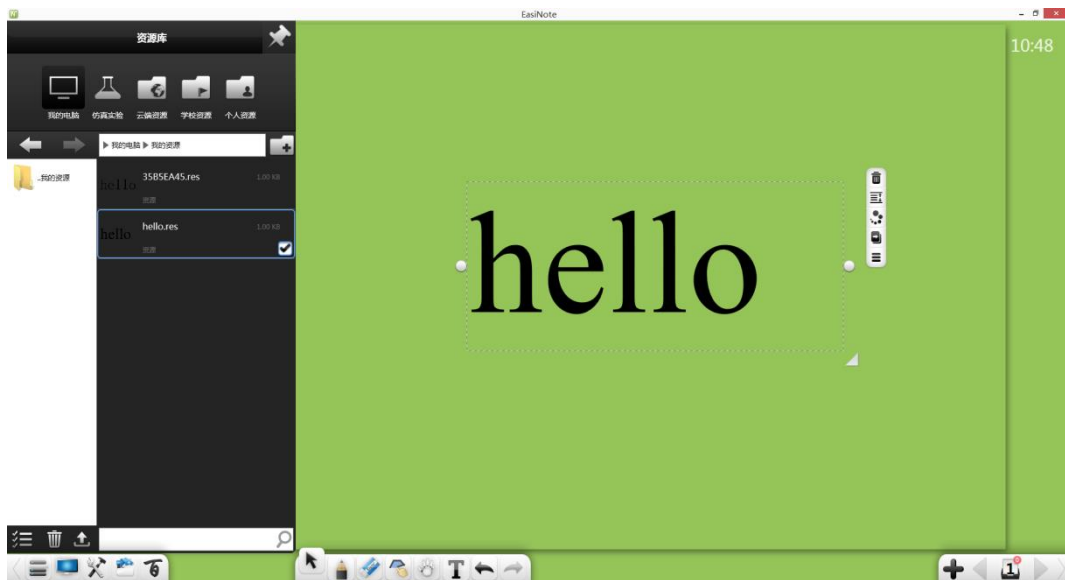 EasiNote
资源库
10:48
我的电脑 仿真实验 云端资源 学校资源 个人资源
我的电脑 我的资源
..我的资源
hello 35B5EA45.res 1.00 KB
资源
hello hello.res 1.00 KB
资源
hello
T
1